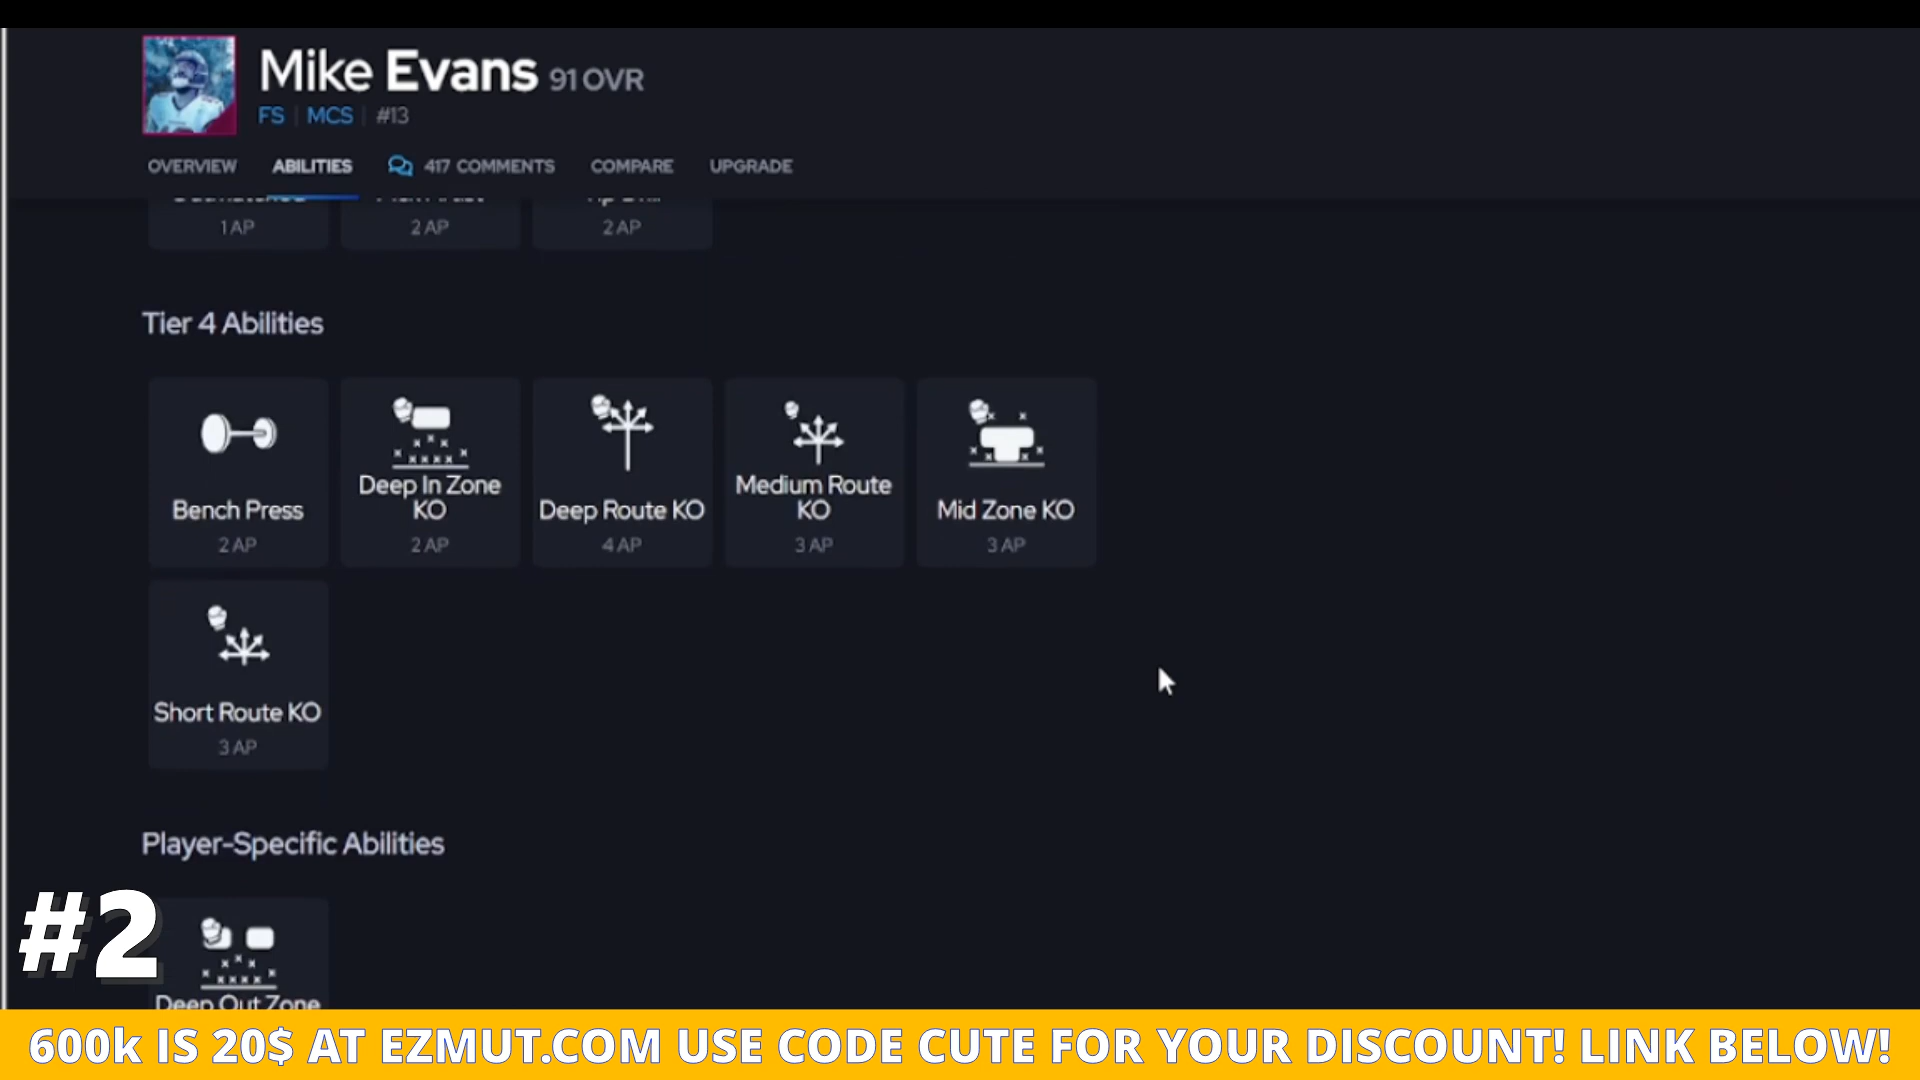 Mike Evans 91 OVR
FS | MCS | #13
OVERVIEW ABILITIES 417 COMMENTS COMPARE UPGRADE
1 AP 2 AP 2 AP
Tier 4 Abilities
Bench Press
2 AP
Deep In Zone
KO
2 AP
Deep Route KO
4 AP
Medium Route
KO
3 AP
Mid Zone KO
3 AP
Short Route KO
3 AP
Player-Specific Abilities
Deep Out Zone
#2
600k IS 20$ AT EZMUT.COM USE CODE CUTE FOR YOUR DISCOUNT! LINK BELOW!